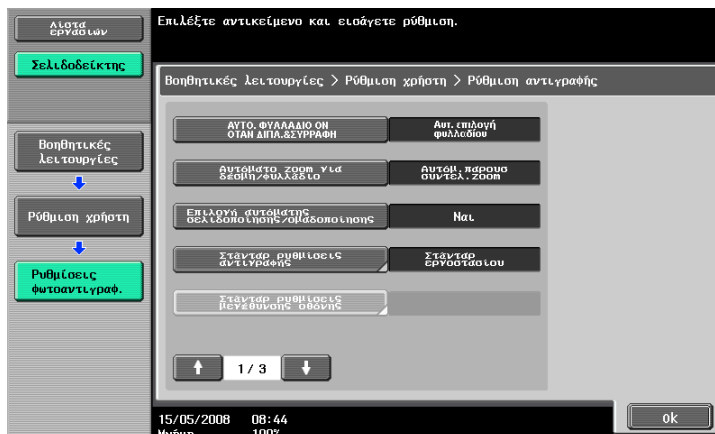 Λίστα
εργασιών
Επιλέξτε αντικείμενο και εισάγετε ρύθμιση.
Σελιδοδείκτης
Βοηθητικές λειτουργίες > Ρύθμιση χρήστη > Ρύθμιση αντιγραφής
ΑΥΤΟ. ΦΥΛΛΑΔΙΟ ΟΝ
ΟΤΑΝ ΔΙΠΛ.&ΣΥΡΡΑΦΗ
Αυτ. επιλογή
φυλλαδίου
Βοηθητικές
λειτουργίες
Αυτόματο zoom για
δέσμη/φυλλάδιο
Αυτόμ.παρουσ
συντελ.zoom
Ρύθμιση χρήστη
Επιλογή αυτόματης
σελιδοποίησης/ομαδοποίησης
Ναι
Στάνταρ ρυθμίσεις
αντιγραφής
Στάνταρ
εργοστασίου
Ρυθμίσεις
φωτοαντιγραφ.
Στάνταρ ρυθμίσεις
μεγέθυνσης οθόνης
1/ 3
ok
15/05/2008 08:44
Μνήμη 100%